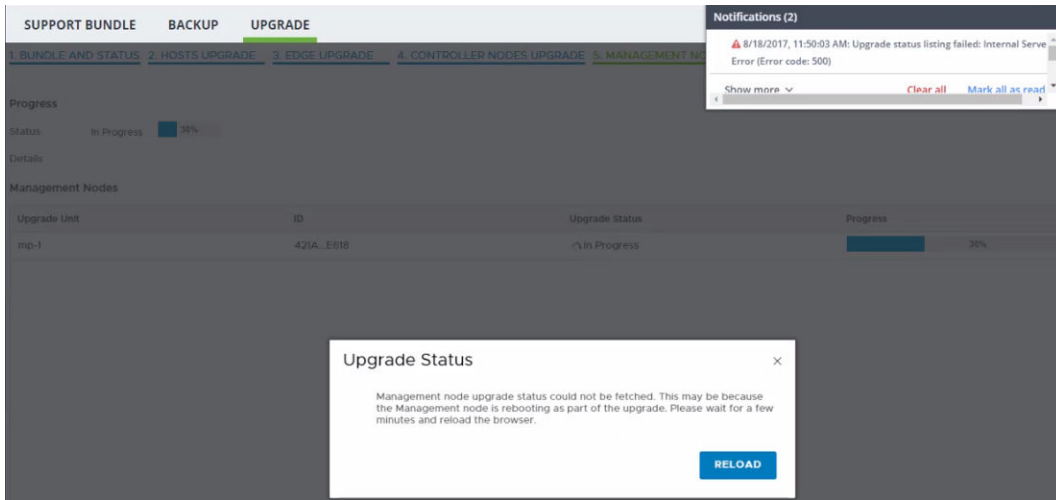 SUPPORT BUNDLE BACKUP UPGRADE
Notifications (2)
8/18/2017, 11:50:03 AM: Upgrade status listing failed: Internal Serve
Error (Error code: 500)
Show more Clear all Mark all as read
1. BUNDLE AND STATUS 2. HOSTS UPGRADE 3. EDGE UPGRADE 4. CONTROLLER NODES UPGRADE 5. MANAGEMENT NO
Progress
Status In Progress 38%
Details
Management Nodes
Upgrade Unit ID Upgrade Status Progress
mp-1 421A...E618 In Progress 38%
Upgrade Status
Management node upgrade status could not be fetched. This may be because
the Management node is rebooting as part of the upgrade. Please wait for a few
minutes and reload the browser.
RELOAD